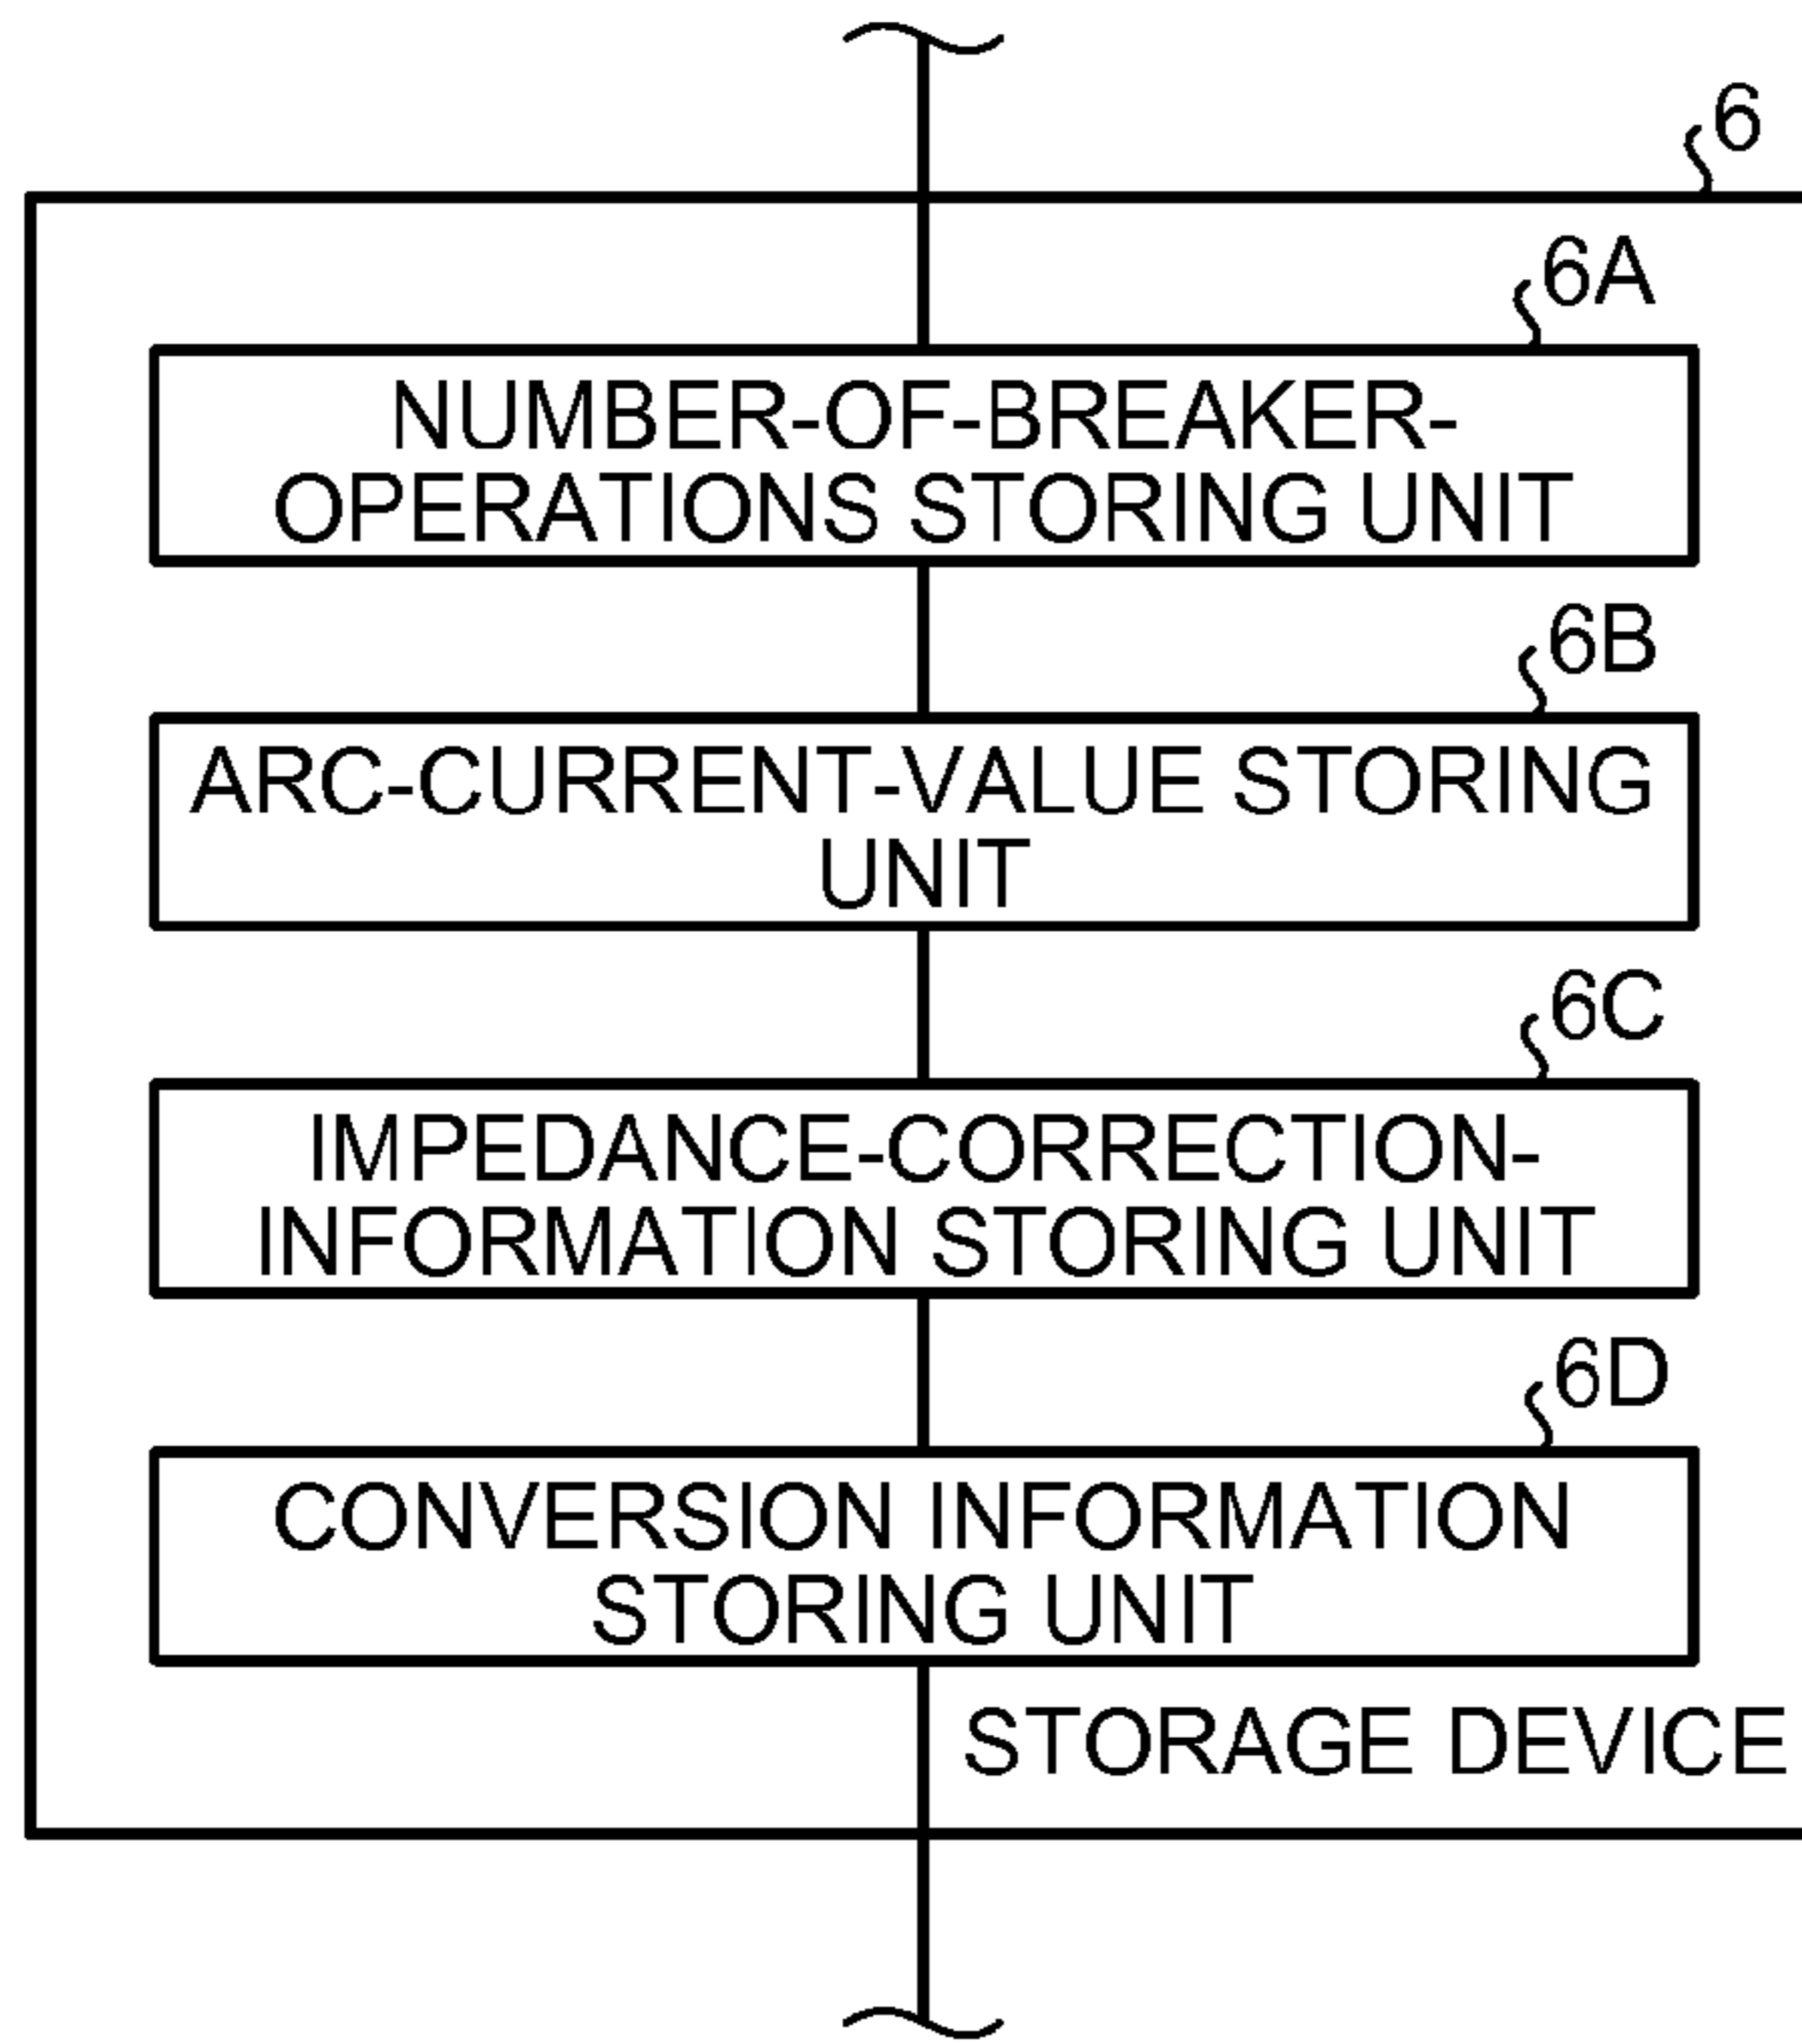 6
6A
NUMBER-OF-BREAKER-
OPERATIONS STORING UNIT
6B
ARC-CURRENT-VALUE STORING
UNIT
6C
IMPEDANCE-CORRECTION-
INFORMATION STORING UNIT
6D
CONVERSION INFORMATION
STORING UNIT
STORAGE DEVICE